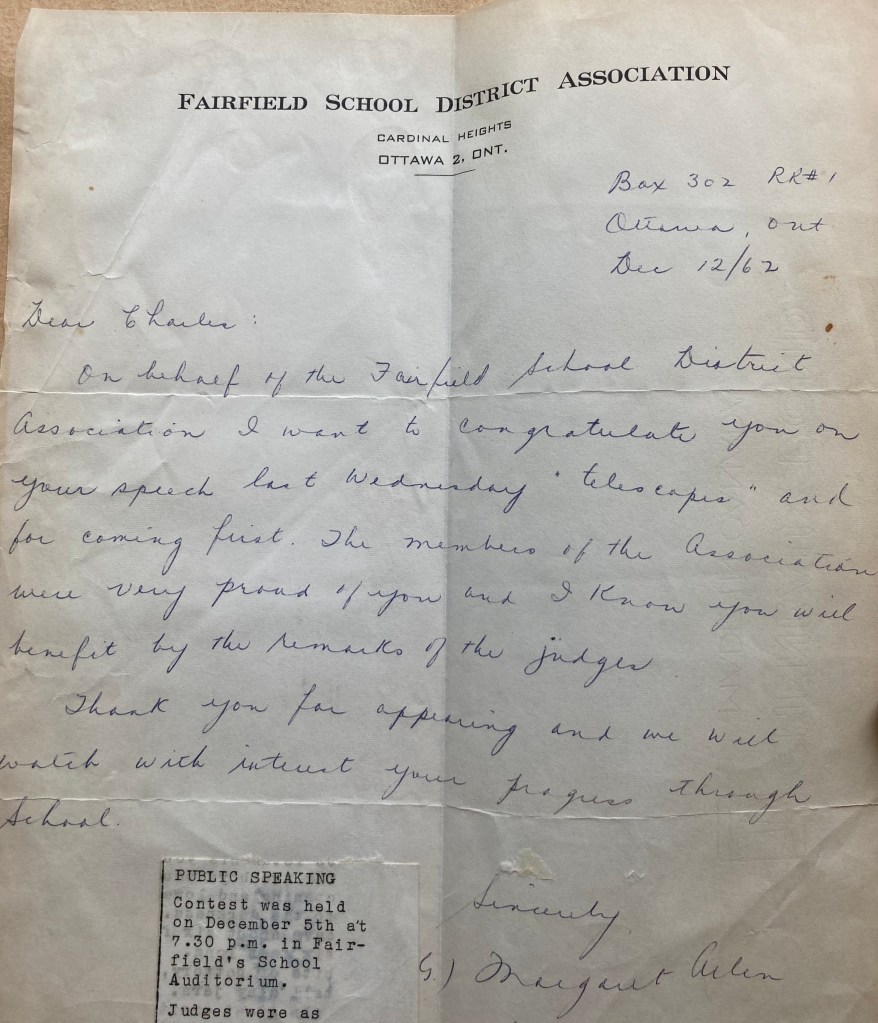 FAIRFIELD SCHOOL DISTRICT ASSOCIATION
CARDINAL HEIGHTS
OTTAWA 2, ONT.
Box 302 RR#1
Ottawa, Ont
Dec 12/62
Dear Charles:
On behalf of the Fairfield School District
Association I want to congratulate you on
your speech last Wednesday "telescopes" and
for coming first. The members of the Association
were very proud of you and I know you will
benefit by the remarks of the judges
Thank you for appearing and we will
watch with interest your progress through
School.
Sincerely,
G.) Margaret
PUBLIC SPEAKING
Contest was held
on December 5th at
7.30 p.m. in Fair-
field's School
Auditorium.
Judges were as